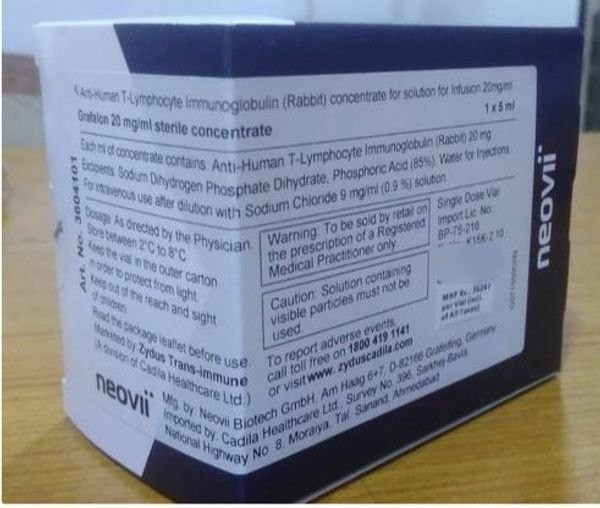 Anti-Human T-Lymphocyte Immunoglobulin (Rabbit) concentrate for solution for Infusion 20mg/ml
Grafalon 20 mg/ml sterile concentrate
1 x 5 ml
Each ml of concentrate contains: Anti-Human T-Lymphocyte Immunoglobulin (Rabbit) 20 mg
Excipients: Sodium Dihydrogen Phosphate Dihydrate, Phosphoric Acid (85%), Water for Injections.
For intravenous use after dilution with Sodium Chloride 9 mg/ml (0.9 %) solution.
Dosage: As directed by the Physician.
Store between 2°C to 8°C
Keep the vial in the outer carton
in order to protect from light.
Keep out of the reach and sight
of children.
Read the package leaflet before use.
Marketed by Zydus Trans-immune
(A division of Cadila Healthcare Ltd.)
Warning: To be sold by retail on
the prescription of a Registered
Medical Practitioner only.
Caution: Solution containing
visible particles must not be
used.
To report adverse events,
call toll free on 1800 419 1141
or visit www.zyduscadila.com
Single Dose Vial
Import Lic. No.:
BP-75-216
MRP Rs.
per Vial (incl.
of All Taxes)
neovii
Mfg. by: Neovii Biotech GmbH, Am Haag 6+7, D-82166 Gräfelfing, Germany
Imported by: Cadila Healthcare Ltd., Survey No. 396, Sarkhej-Bavla
National Highway No. 8, Moraiya, Tal. Sanand, Ahmedabad
Art. No. 3604101
neovii